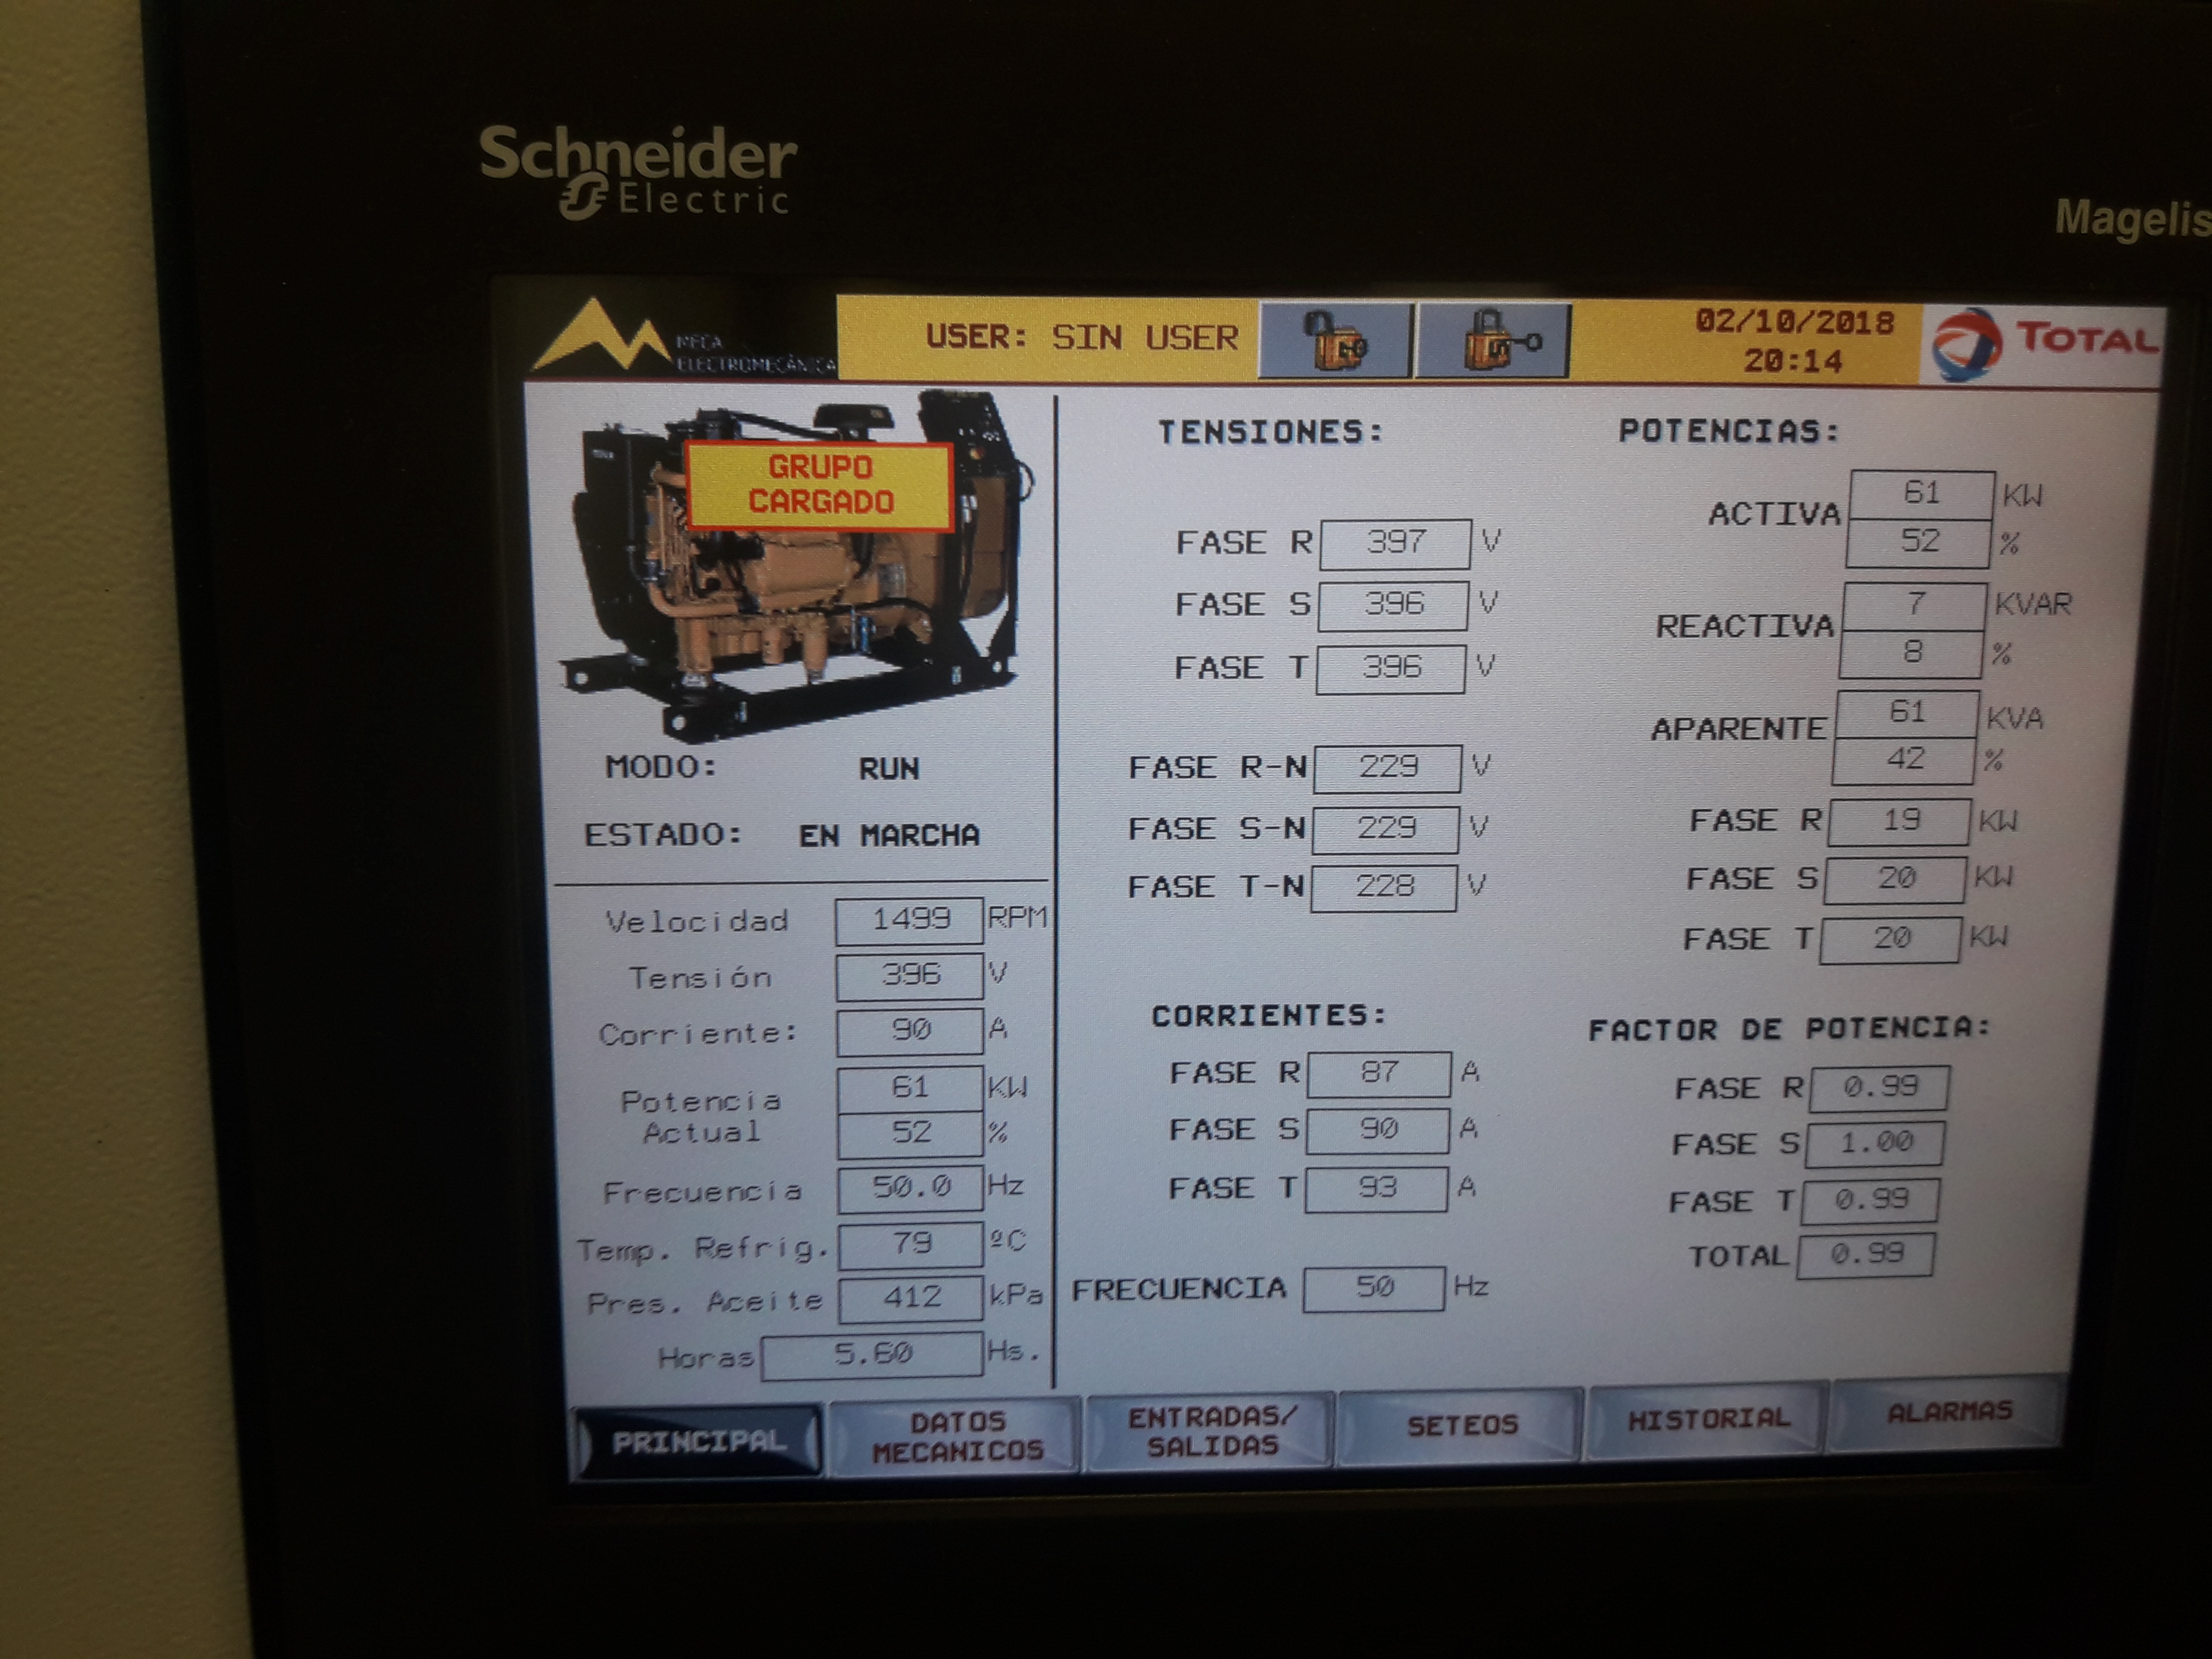 Schneider
Electric
Magelis
MECA
ELECTROMECÁNICA
USER: SIN USER
02/10/2018
20:14
TOTAL
GRUPO
CARGADO
MODO: RUN
ESTADO: EN MARCHA
Velocidad 1499 RPM
Tensión 396 V
Corriente: 90 A
Potencia
Actual
61 KW
52 %
Frecuencia 50.0 Hz
Temp. Refrig. 79 ºC
Pres. Aceite 412 kPa
Horas 5.60 Hs.
TENSIONES:
FASE R 397 V
FASE S 396 V
FASE T 396 V
FASE R-N 229 V
FASE S-N 229 V
FASE T-N 228 V
CORRIENTES:
FASE R 87 A
FASE S 90 A
FASE T 93 A
FRECUENCIA 50 Hz
POTENCIAS:
ACTIVA
61 KW
52 %
REACTIVA
7 KVAR
8 %
APARENTE
61 KVA
42 %
FASE R 19 KW
FASE S 20 KW
FASE T 20 KW
FACTOR DE POTENCIA:
FASE R 0.99
FASE S 1.00
FASE T 0.99
TOTAL 0.99
PRINCIPAL
DATOS
MECANICOS
ENTRADAS/
SALIDAS
SETEOS
HISTORIAL
ALARMAS